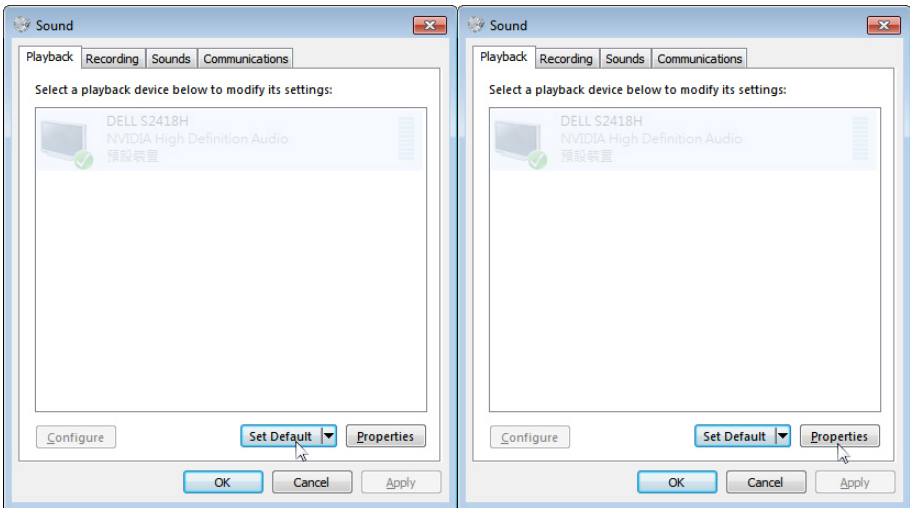 Sound
Playback Recording Sounds Communications
Select a playback device below to modify its settings:
DELL S2418H
NVIDIA High Definition Audio
預設裝置
Configure Set Default Properties
OK Cancel Apply
Sound
Playback Recording Sounds Communications
Select a playback device below to modify its settings:
DELL S2418H
NVIDIA High Definition Audio
預設裝置
Configure Set Default Properties
OK Cancel Apply